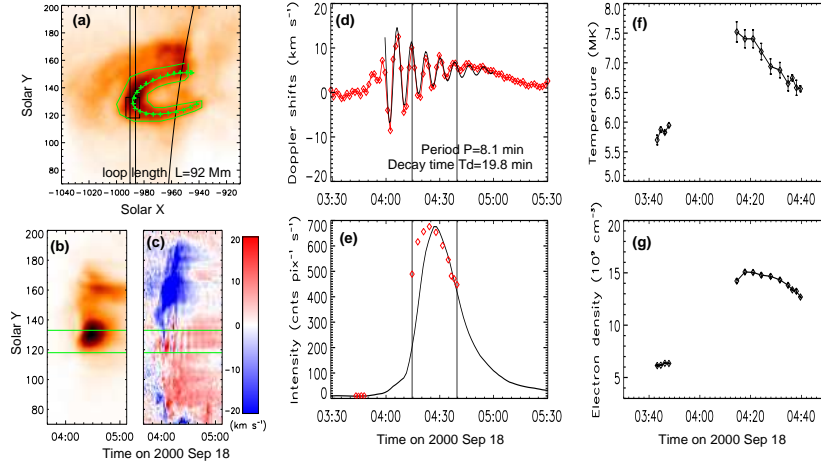 (a)
200
180
160
140
120
100
80
60
Solar Y
loop length L=92 Mm
-1040 -1020 -1000 -980 -960 -940 -920
Solar X
(b)
(c)
200
180
160
140
120
100
80
Solar Y
04:00 05:00
04:00 05:00
20
10
0
-10
-20
(km s⁻¹)
Time on 2000 Sep 18
(d)
20
10
0
-10
-20
Doppler shifts (km s⁻¹)
Period P=8.1 min
Decay time Td=19.8 min
03:30 04:00 04:30 05:00 05:30
(e)
700
600
500
400
300
200
100
0
Intensity (cnts pix⁻¹ s⁻¹)
03:30 04:00 04:30 05:00 05:30
Time on 2000 Sep 18
(f)
8.0
7.5
7.0
6.5
6.0
5.5
5.0
Temperature (MK)
03:40 04:00 04:20 04:40
(g)
20
15
10
5
Electron density (10⁹ cm⁻³)
03:40 04:00 04:20 04:40
Time on 2000 Sep 18